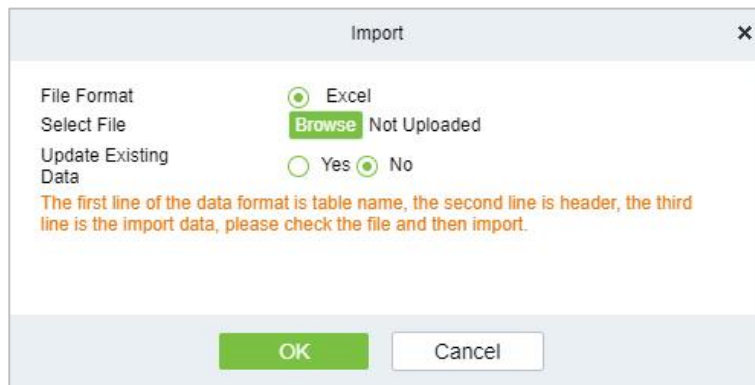 Import
File Format Excel
Select File Browse Not Uploaded
Update Existing
Data Yes No
The first line of the data format is table name, the second line is header, the third
line is the import data, please check the file and then import.
OK Cancel